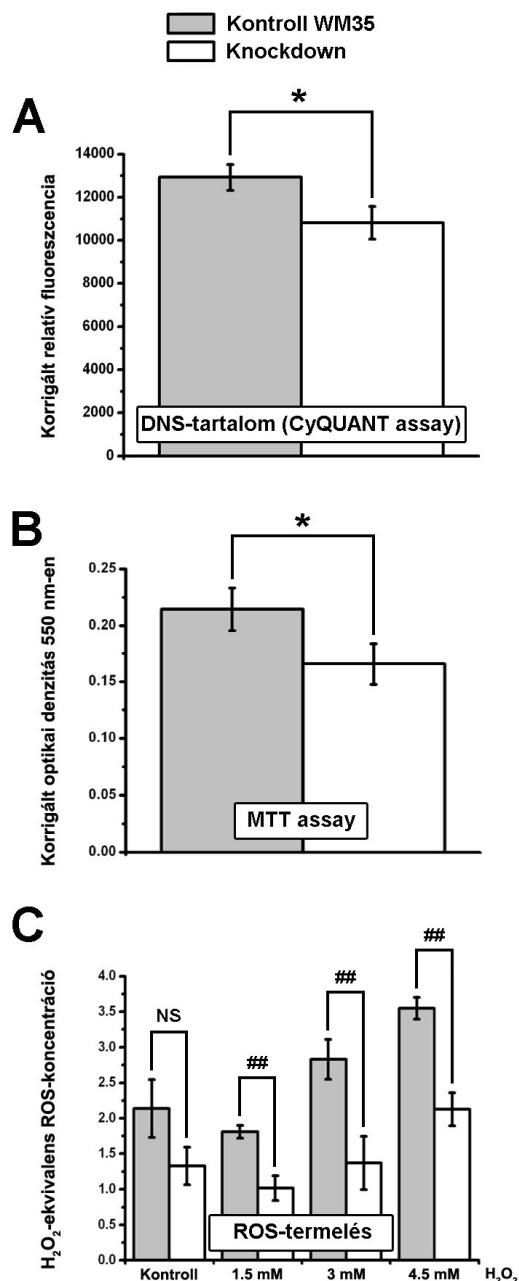 Kontroll WM35
Knockdown
A
*
Korrigált relatív fluoreszcencia
14000
12000
10000
8000
6000
4000
2000
0
DNS-tartalom (CyQUANT assay)
B
*
Korrigált optikai denzitás 550 nm-en
0.25
0.20
0.15
0.10
0.05
0.00
MTT assay
C
H₂O₂-ekvivalens ROS-koncentráció
4.0
3.5
3.0
2.5
2.0
1.5
1.0
0.5
0.0
NS
##
##
##
ROS-termelés
Kontroll 1.5 mM 3 mM 4.5 mM H₂O₂